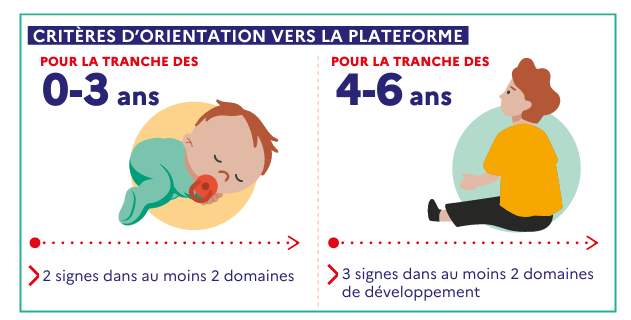 CRITÈRES D'ORIENTATION VERS LA PLATEFORME
POUR LA TRANCHE DES
0-3 ans
2 signes dans au moins 2 domaines
POUR LA TRANCHE DES
4-6 ans
3 signes dans au moins 2 domaines
de développement